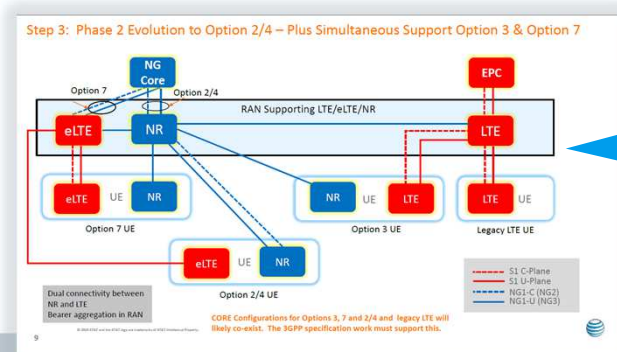 Step 3: Phase 2 Evolution to Option 2/4 – Plus Simultaneous Support Option 3 & Option 7
NG
Core
EPC
Option 7
Option 2/4
RAN Supporting LTE/eLTE/NR
eLTE
NR
LTE
eLTE
UE
NR
NR
UE
LTE
LTE
UE
Option 7 UE
Option 3 UE
Legacy LTE UE
eLTE
UE
NR
Option 2/4 UE
S1 C-Plane
S1 U-Plane
NG1-C (NG2)
NG1-U (NG3)
Dual connectivity between
NR and LTE
Bearer aggregation in RAN
CORE Configurations for Options 3, 7 and 2/4 and legacy LTE will
likely co-exist. The 3GPP specification work must support this.
9